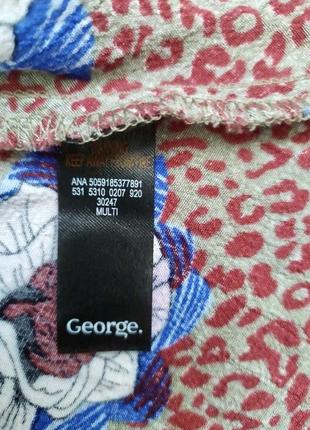 KEEP AWAY FROM FIRE
ANA 5059185377891
531 5310 0207 920
30247
MULTI
George.